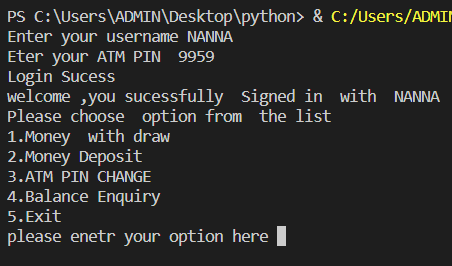 PS C:\Users\ADMIN\Desktop\python> & C:/Users/ADMIN
Enter your username NANNA
Eter your ATM PIN  9959
Login Sucess
welcome ,you sucessfully  Signed in  with  NANNA
Please choose  option from  the list
1.Money  with draw
2.Money Deposit
3.ATM PIN CHANGE
4.Balance Enquiry
5.Exit
please enetr your option here